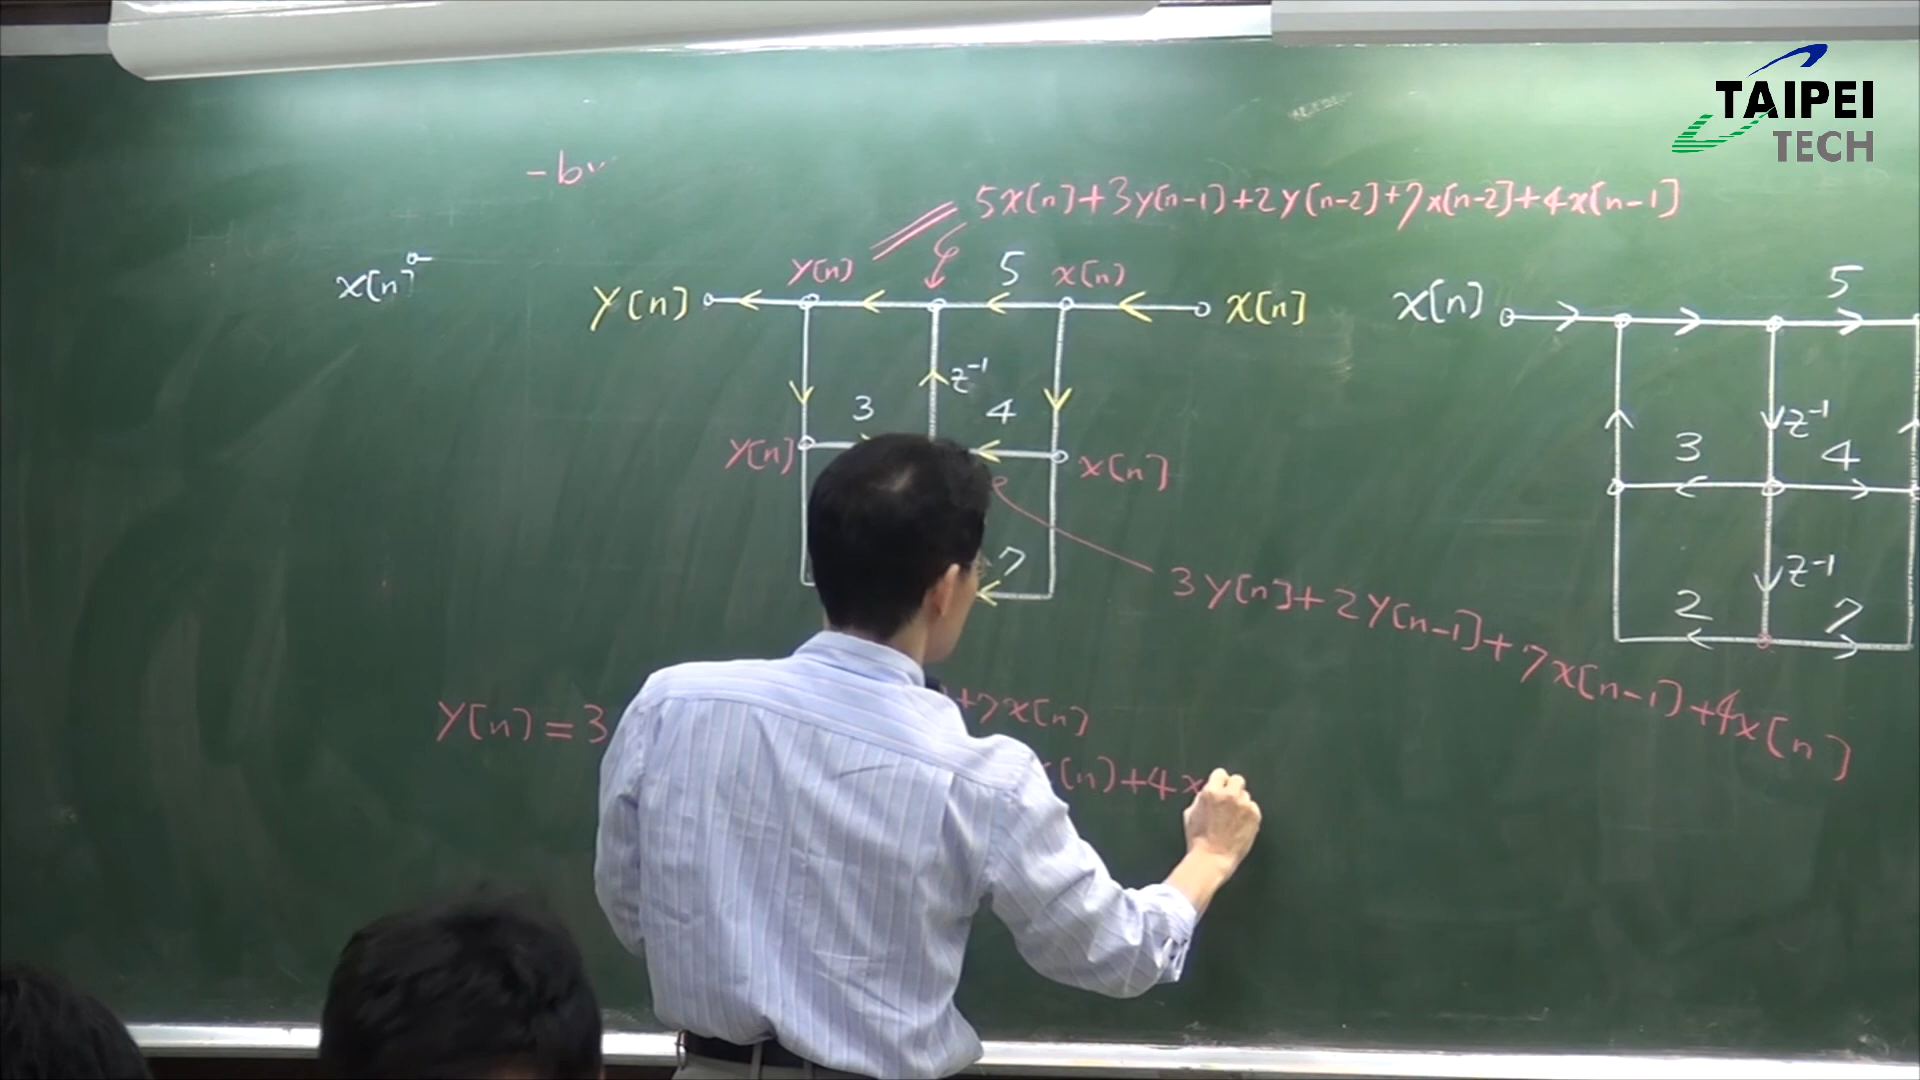 TAIPEI
TECH
5x[n]+3y[n-1]+2y[n-2]+7x[n-2]+4x[n-1]
x[n]
y[n]
5
x[n]
y[n]
x[n]
z⁻¹
3
4
y[n]
x[n]
7
3y[n]+2y[n-1]+7x[n-1]+4x[n]
x[n]
5
z⁻¹
3
4
z⁻¹
2
7
y[n]=3
+7x[n]
[n]+4x